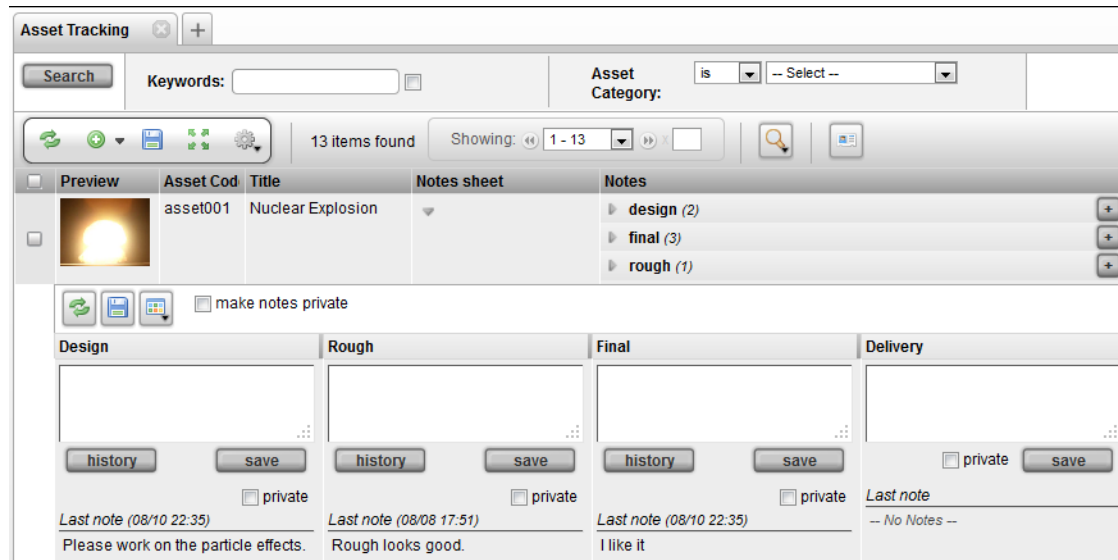 Asset Tracking
Search Keywords: Asset Category: is -- Select --
13 items found Showing: 1 - 13 x
Preview Asset Cod Title Notes sheet Notes
asset001 Nuclear Explosion design (2) +
final (3) +
rough (1) +
make notes private
Design Rough Final Delivery
history save history save history save private save
private private private Last note
Last note (08/10 22:35) Last note (08/08 17:51) Last note (08/10 22:35) -- No Notes --
Please work on the particle effects. Rough looks good. I like it